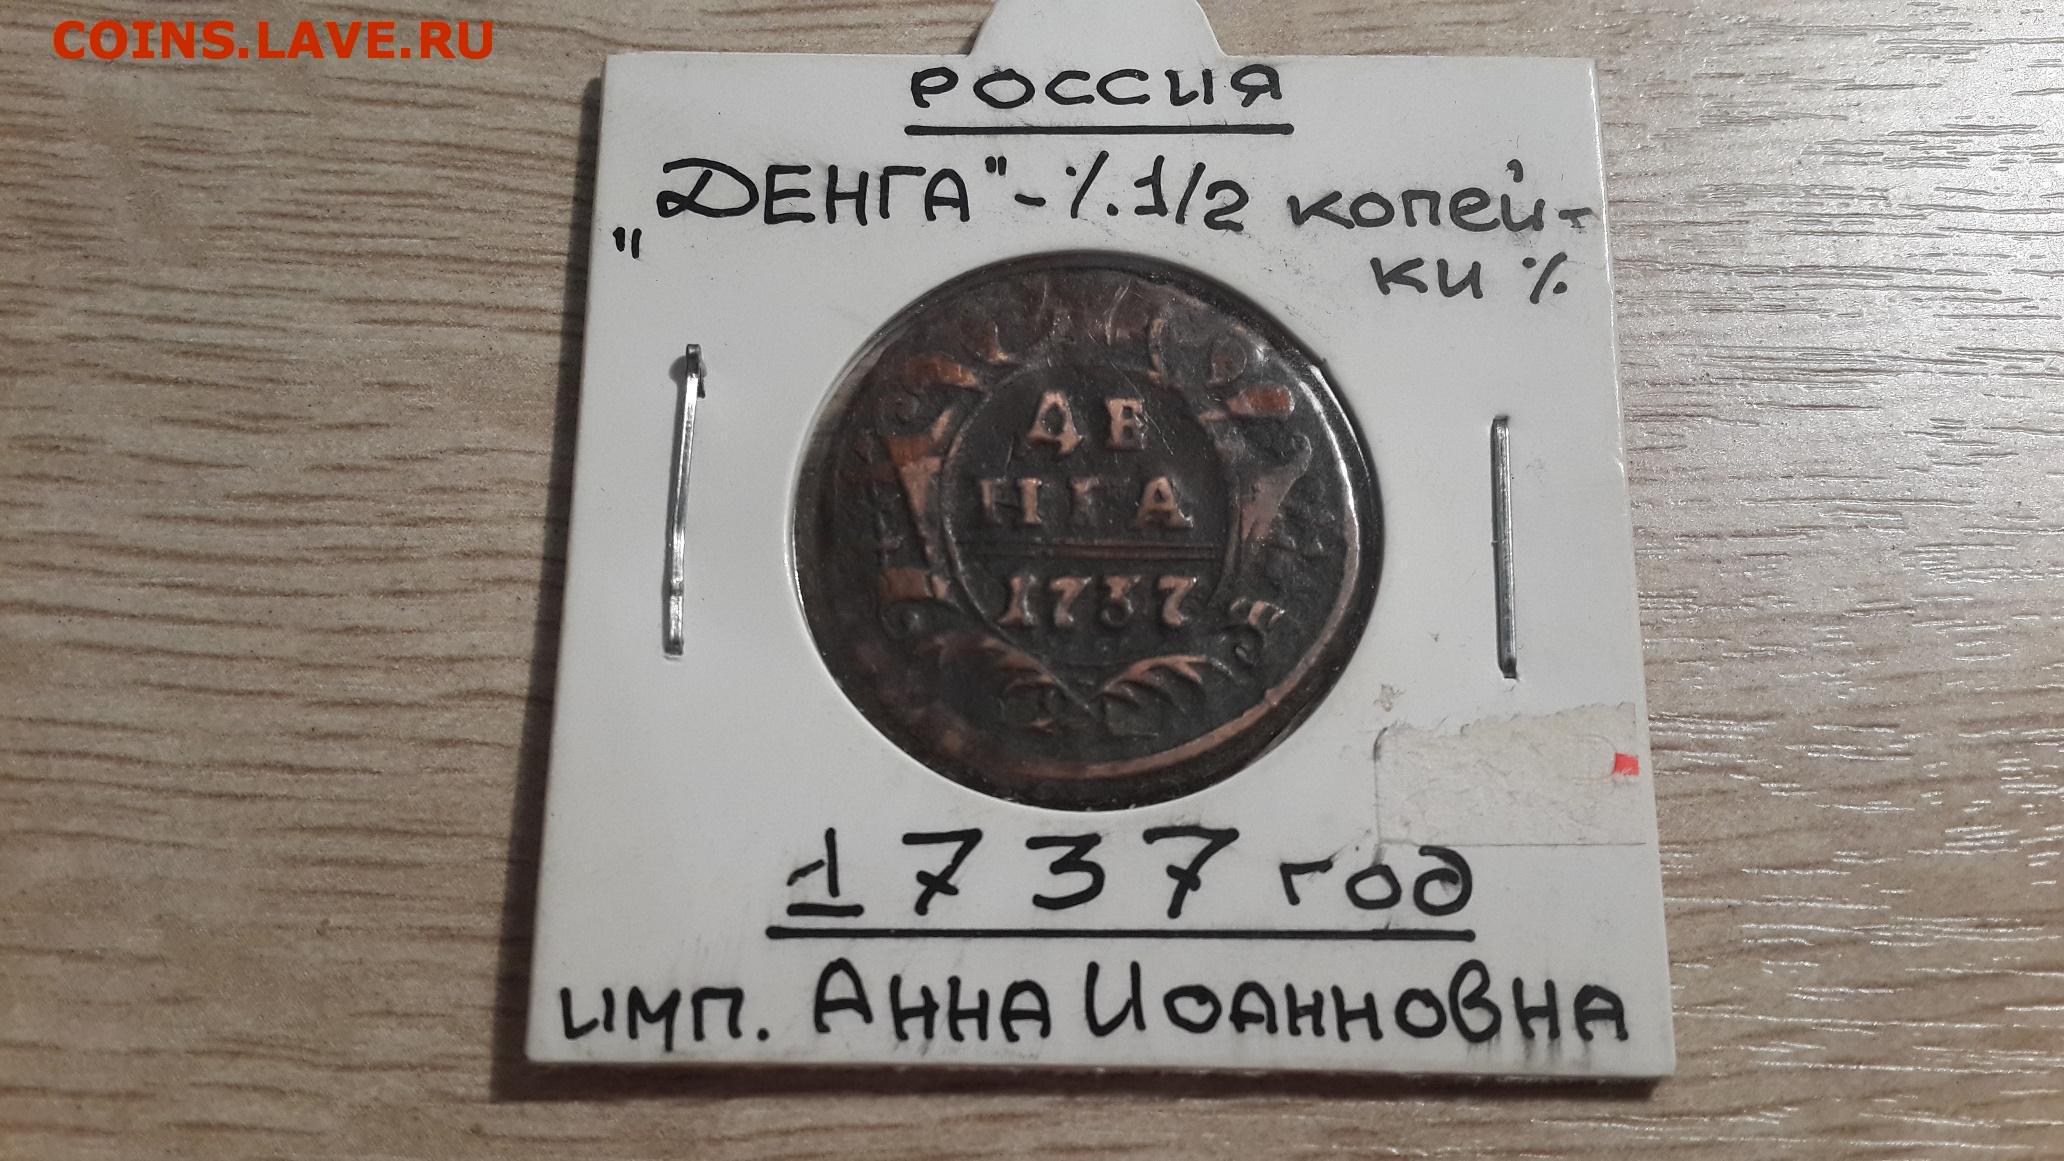 COINS.LAVE.RU
РОССИЯ
„ДЕНГА" - ٪. 1/2 копей-
ки ٪.
ДЕ
НГА
1737
1737 год
имп. Анна Иоанновна